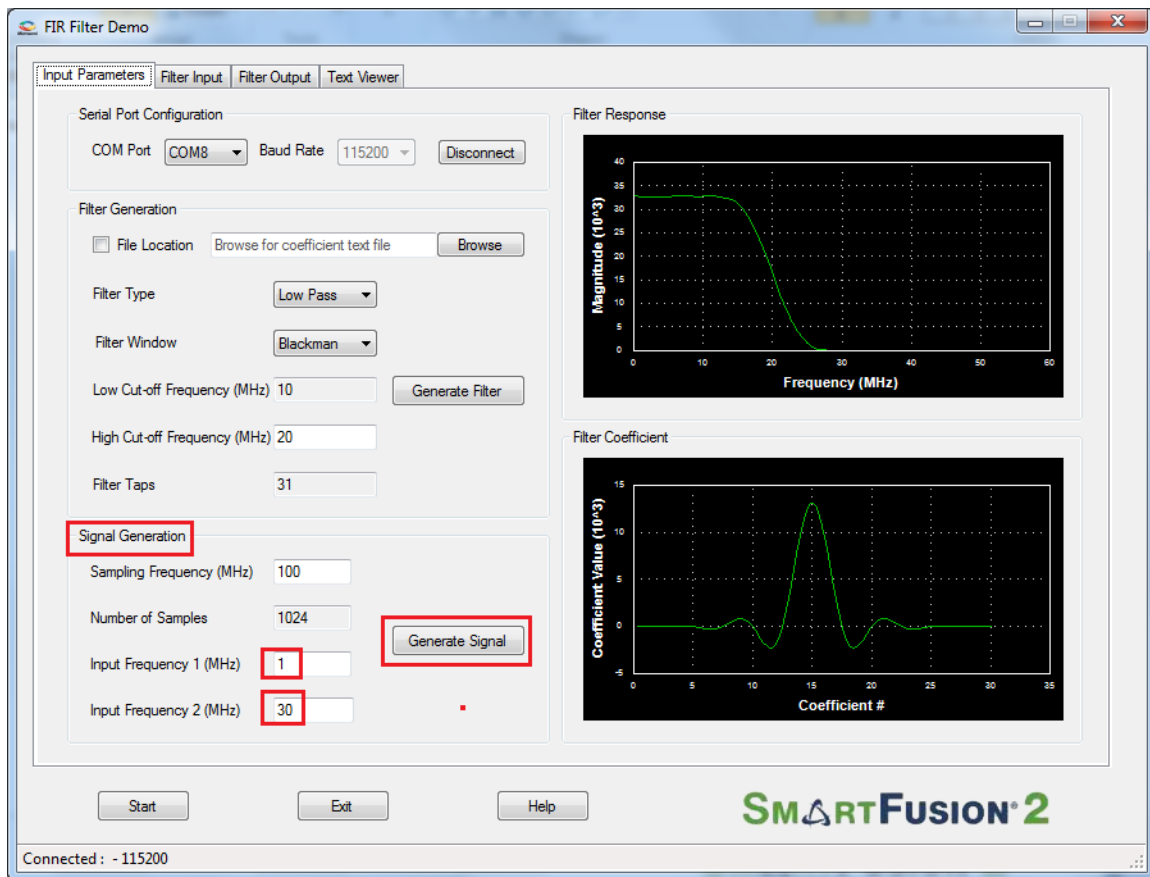 FIR Filter Demo
Input Parameters Filter Input Filter Output Text Viewer
Serial Port Configuration
COM Port COM8 Baud Rate 115200 Disconnect
Filter Generation
File Location Browse for coefficient text file Browse
Filter Type Low Pass
Filter Window Blackman
Low Cut-off Frequency (MHz) 10 Generate Filter
High Cut-off Frequency (MHz) 20
Filter Taps 31
Signal Generation
Sampling Frequency (MHz) 100
Number of Samples 1024
Generate Signal
Input Frequency 1 (MHz) 1
Input Frequency 2 (MHz) 30
Filter Response
Magnitude (10^3)
40
35
30
25
20
15
10
5
0
0 10 20 30 40 50 60
Frequency (MHz)
Filter Coefficient
Coefficient Value (10^3)
15
10
5
0
-5
0 5 10 15 20 25 30 35
Coefficient #
Start Exit Help
SMARTFUSION® 2
Connected : - 115200